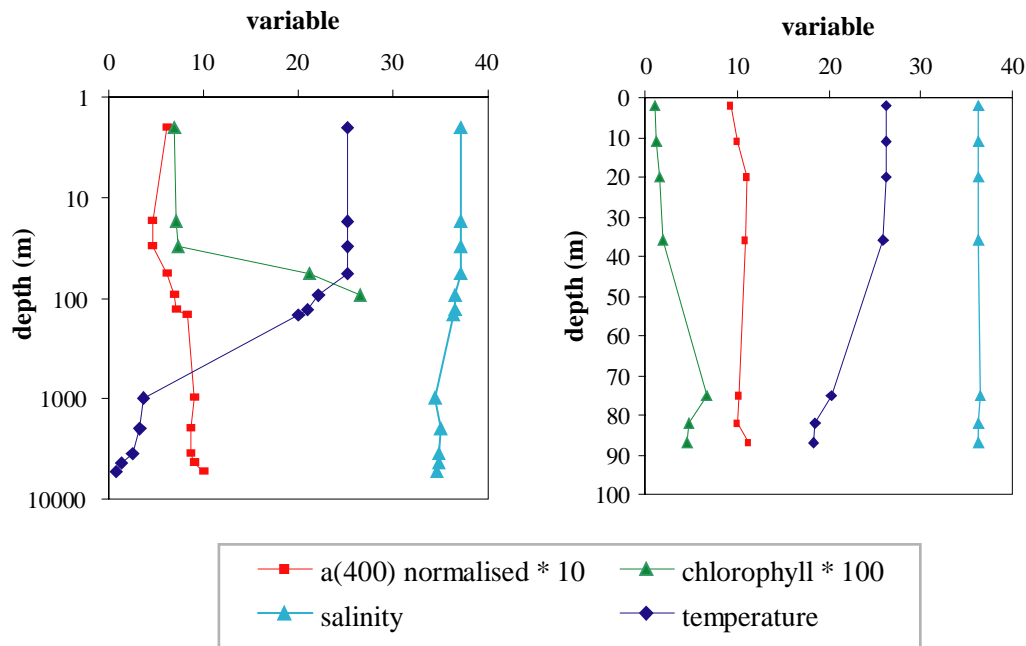 variable
0 10 20 30 40
1
10
100
1000
10000
depth (m)
variable
0 10 20 30 40
0
10
20
30
40
50
60
70
80
90
100
depth (m)
a(400) normalised * 10
chlorophyll * 100
salinity
temperature